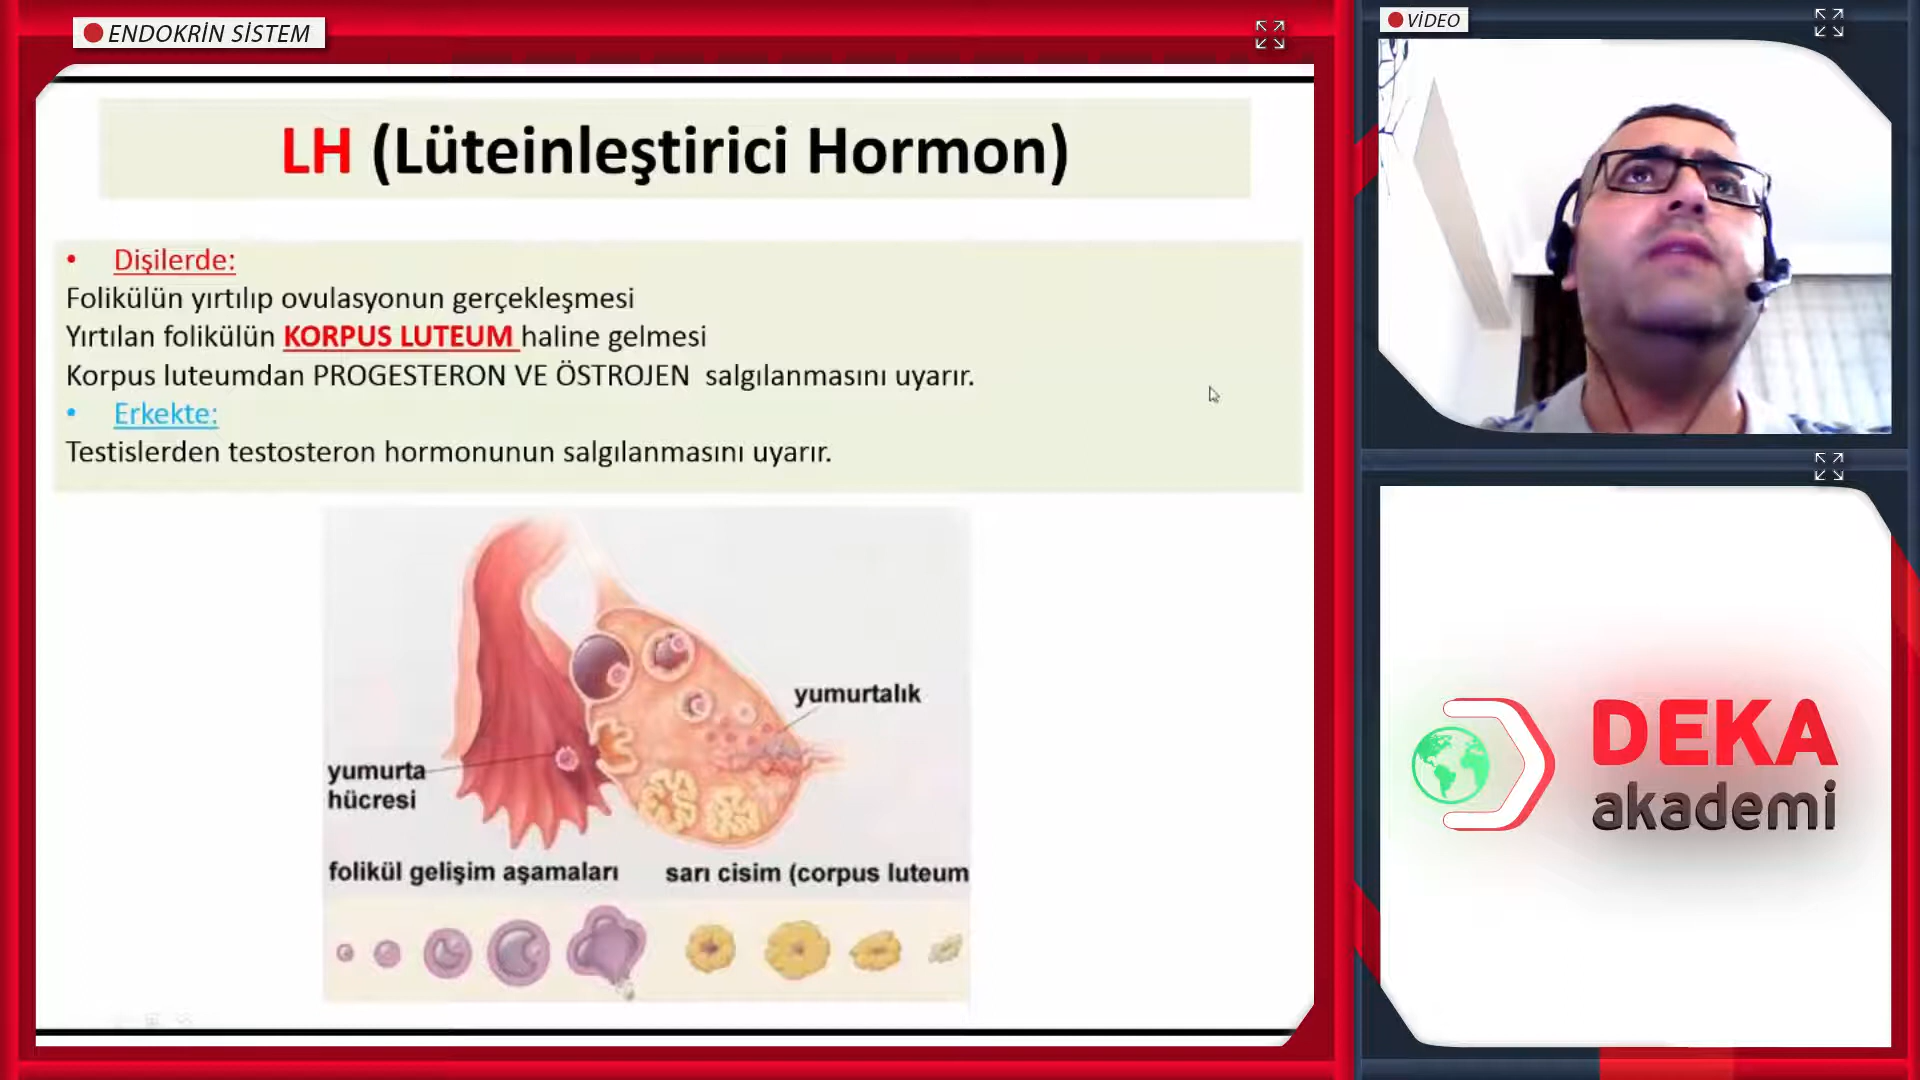 ENDOKRİN SİSTEM
LH (Lüteinleştirici Hormon)
• Dişilerde:
Folikülün yırtılıp ovulasyonun gerçekleşmesi
Yırtılan folikülün KORPUS LUTEUM haline gelmesi
Korpus luteumdan PROGESTERON VE ÖSTROJEN salgılanmasını uyarır.
• Erkekte:
Testislerden testosteron hormonunun salgılanmasını uyarır.
yumurtalık
yumurta
hücresi
folikül gelişim aşamaları
sarı cisim (corpus luteum
VİDEO
DEKA
akademi